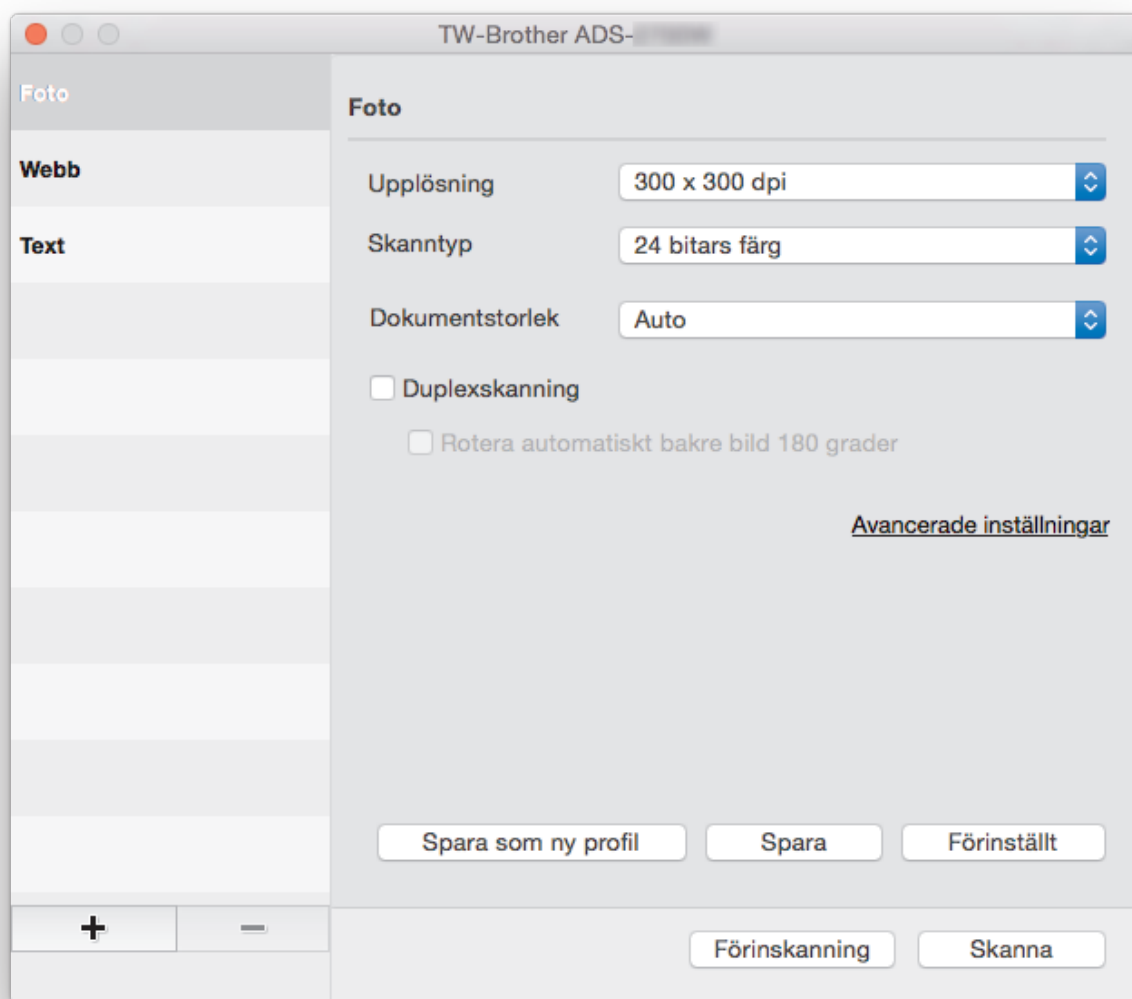 TW-Brother ADS-
Foto
Webb
Text
Foto
Upplösning 300 x 300 dpi
Skanntyp 24 bitars färg
Dokumentstorlek Auto
Duplexskanning
Rotera automatiskt bakre bild 180 grader
Avancerade inställningar
Spara som ny profil Spara Förinställt
Förinskanning Skanna